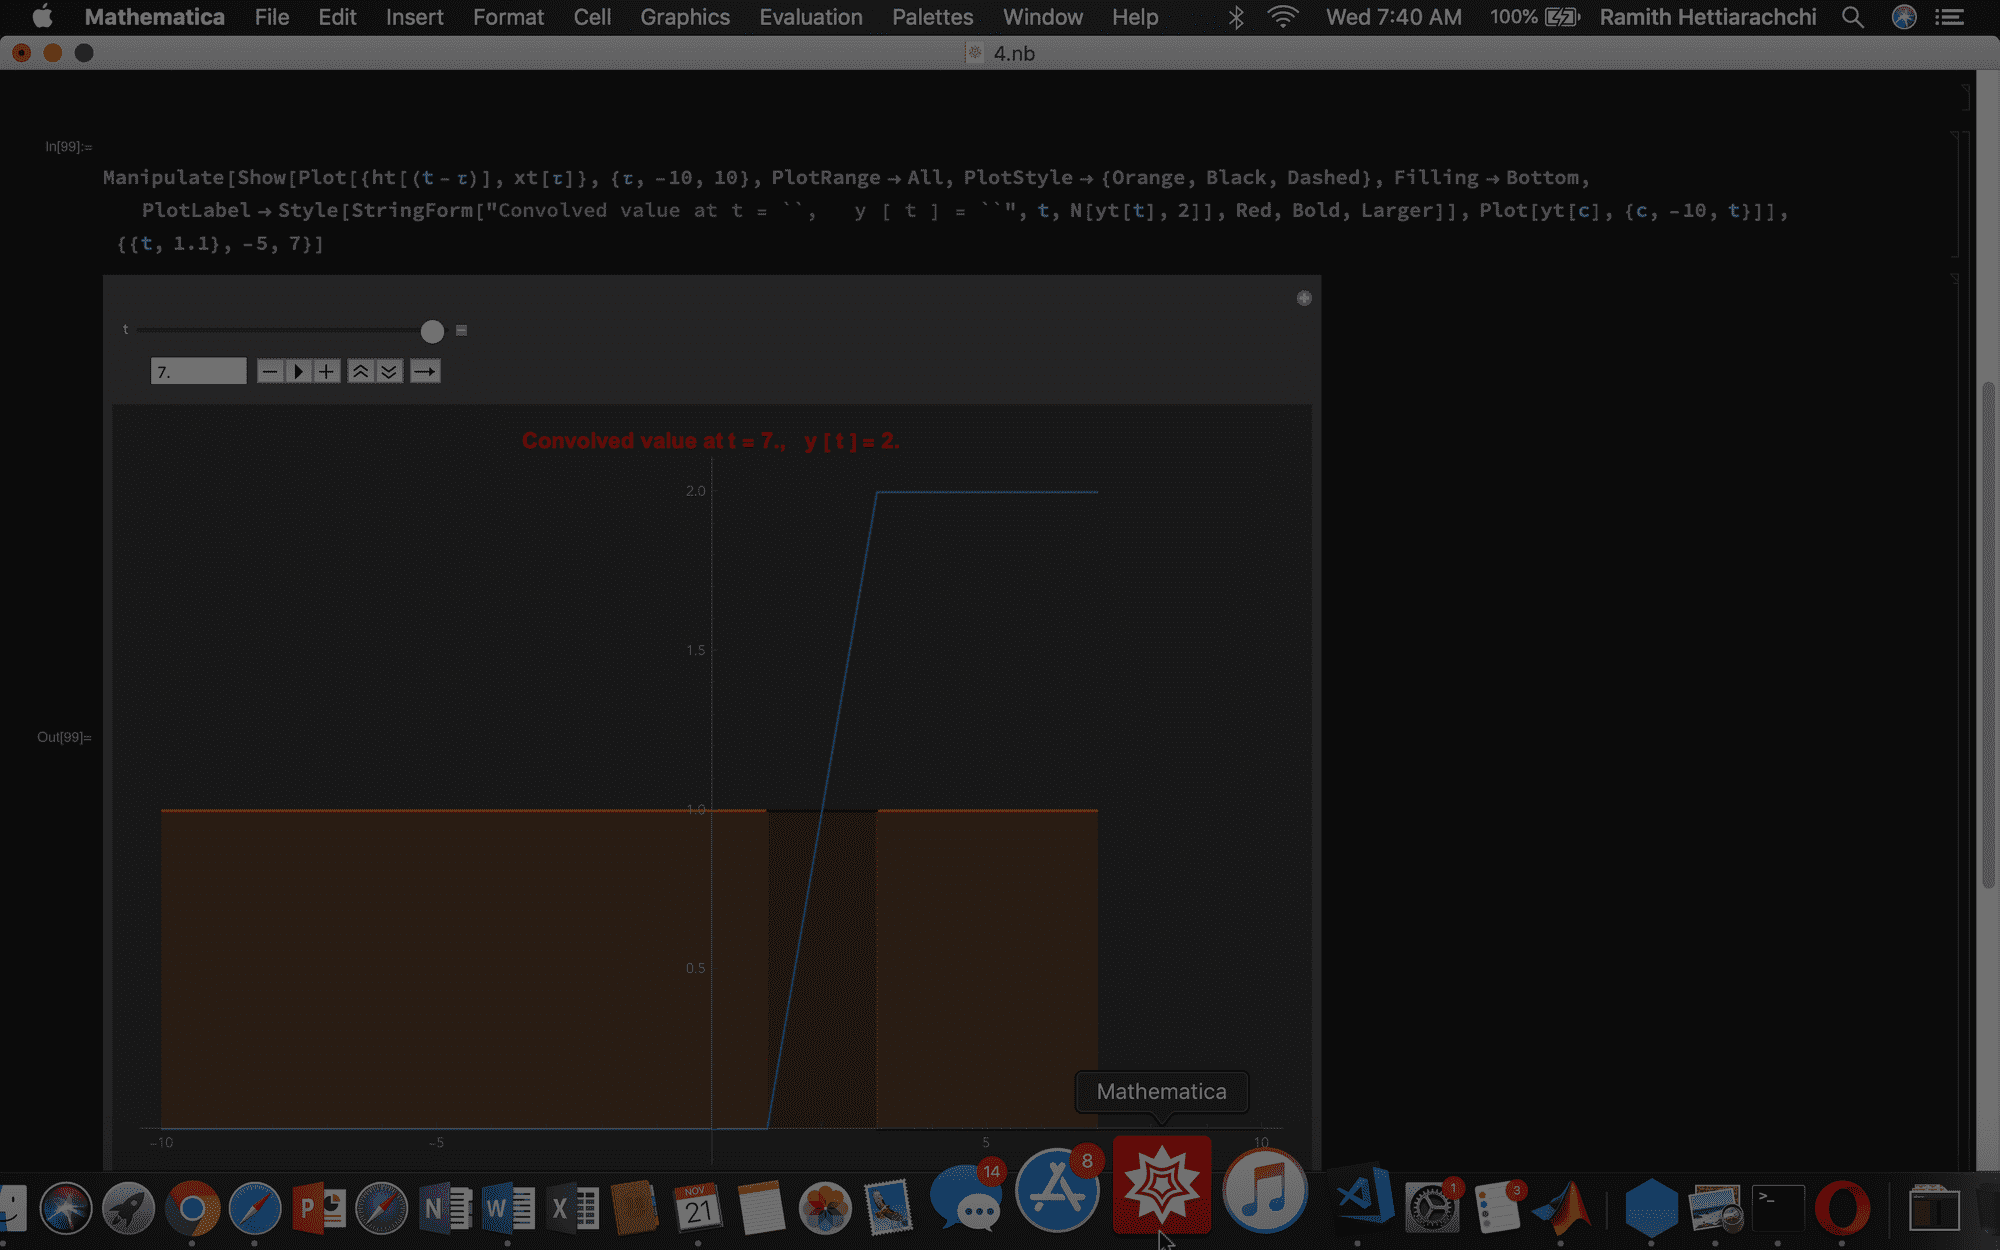 Mathematica File Edit Insert Format Cell Graphics Evaluation Palettes Window Help Wed 7:40 AM 100% Ramith Hettiarachchi
4.nb
In[99]:=
Manipulate[Show[Plot[{ht[(t - τ)], xt[τ]}, {τ, -10, 10}, PlotRange → All, PlotStyle → {Orange, Black, Dashed}, Filling → Bottom,
PlotLabel → Style[StringForm["Convolved value at t = ``,   y [ t ] = ``", t, N[yt[t], 2]], Red, Bold, Larger]], Plot[yt[c], {c, -10, t}]],
{{t, 1.1}, -5, 7}]
t
7.
Convolved value at t = 7.,   y [ t ] = 2.
2.0
1.5
Out[99]=
1.0
0.5
Mathematica
-10 -5 5 10
14 8
P N W X NOV 21 1 3 >_